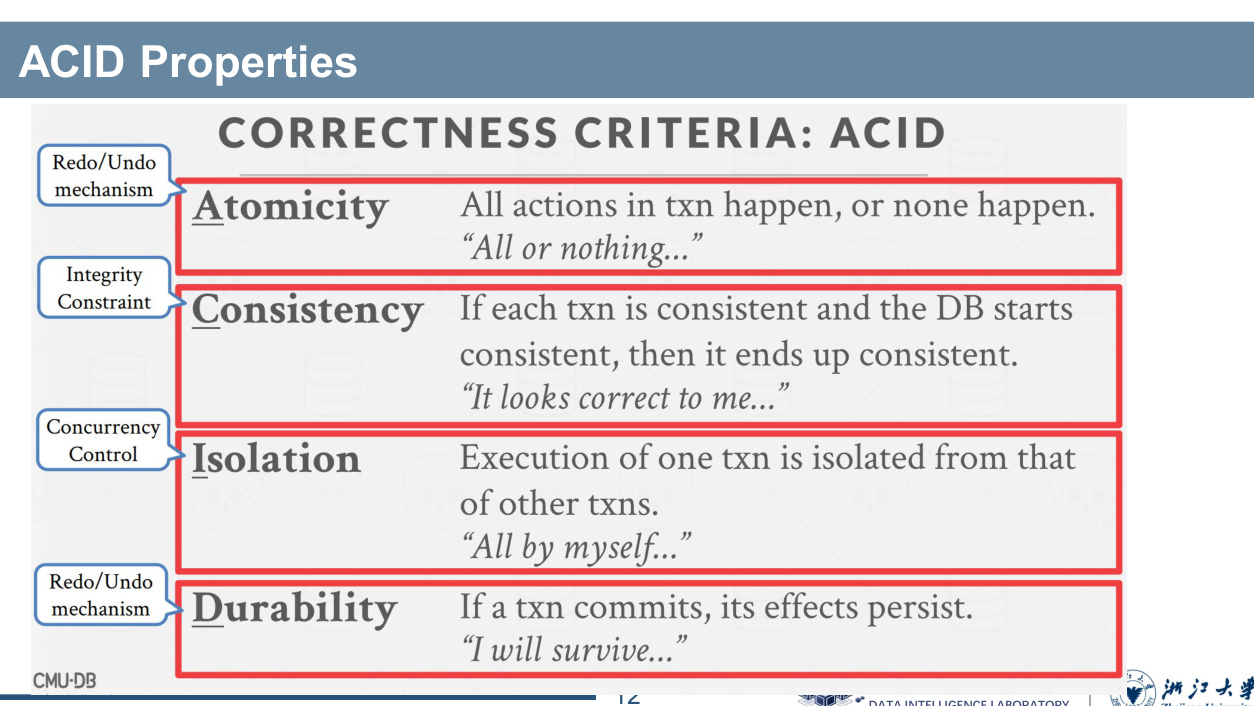 ACID Properties
CORRECTNESS CRITERIA: ACID
Redo/Undo
mechanism
Atomicity
All actions in txn happen, or none happen.
“All or nothing…”
Integrity
Constraint
Consistency
If each txn is consistent and the DB starts
consistent, then it ends up consistent.
“It looks correct to me…”
Concurrency
Control
Isolation
Execution of one txn is isolated from that
of other txns.
“All by myself…”
Redo/Undo
mechanism
Durability
If a txn commits, its effects persist.
“I will survive…”
CMU·DB
12
DATA INTELLIGENCE LABORATORY
浙江大学